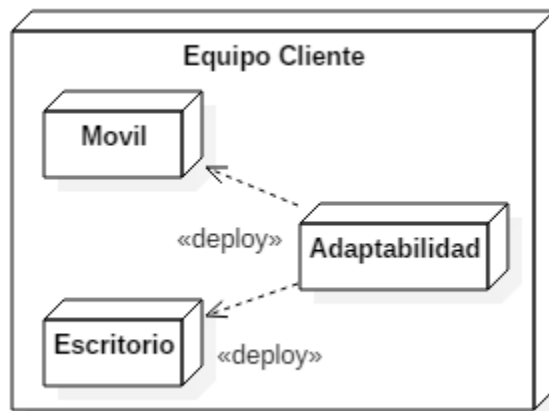 Equipo Cliente
Movil
«deploy»
Adaptabilidad
Escritorio
«deploy»